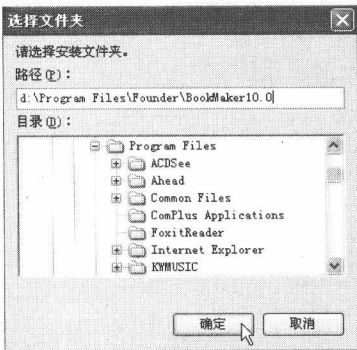 选择文件夹
请选择安装文件夹。
路径(P)：
d:\Program Files\Founder\BookMaker10.0
目录(D)：
Program Files
ACDSee
Ahead
Common Files
ComPlus Applications
FoxitReader
Internet Explorer
KWMUSIC
确定 取消